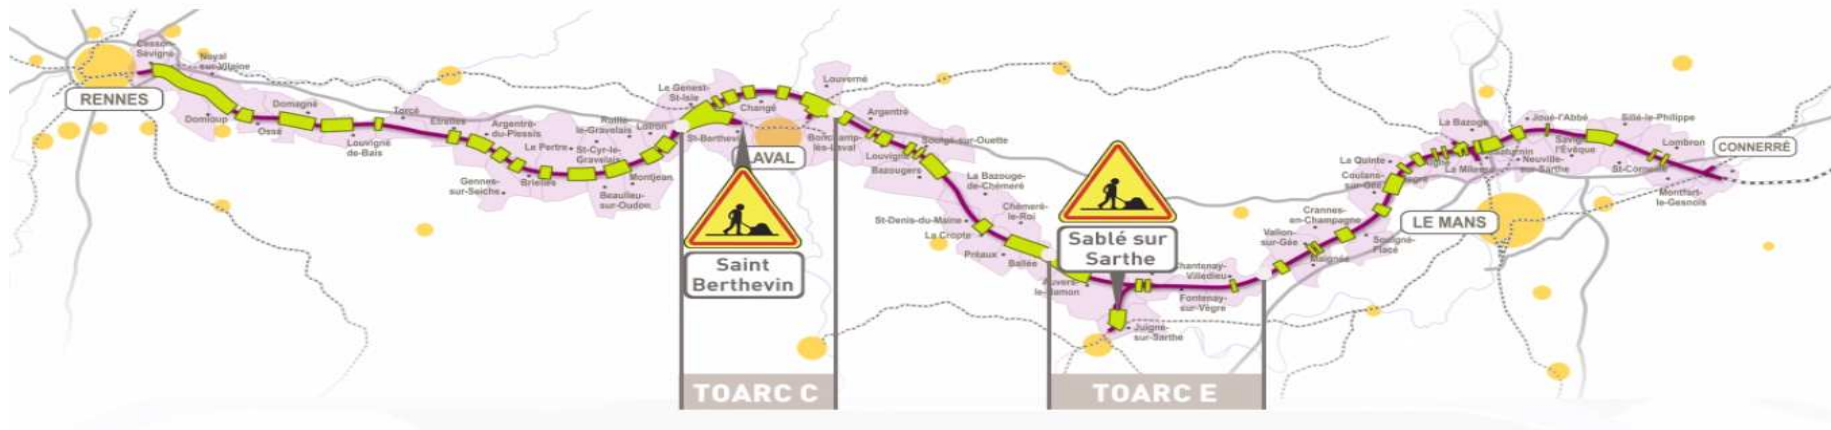 Cesson-
Sévigné
Noyal
sur-Vilaine
RENNES
Domloup
Domagné
Ossé
Torcé
Louvigné
de-Bais
Etrelles
Argentré-
du-Plessis
Gennes-
sur-Seiche
Le Pertre
Brielles
St-Cyr-le-
Gravelais
Ruillé
le-Gravelais
Loiron
Montjean
Beaulieu-
sur-Oudon
Le Genest-
St-Isle
Changé
St-Berthevin
LAVAL
Louverné
Argentré
Bonchamp-
lès-Laval
Louvigné
Bazougers
Soulgé-sur-Ouette
La Bazouge-
de-Chémeré
Chémeré-
le-Roi
St-Denis-du-Maine
La Cropte
Préaux
Ballée
Saint
Berthevin
Sablé sur
Sarthe
Auvers-
le-Hamon
Juigné-
sur-Sarthe
Chantenay-
Villedieu
Fontenay-
sur-Vègre
Vallon-
sur-Gée
Maigné
Crannes-
en-Champagne
Souligné-
Flacé
Coulans-
sur-Gée
La Quinte
La Bazoge
La Milesse
LE MANS
Joué-l'Abbé
Neuville-
sur-Sarthe
Savigné
l'Évêque
Sillé-le-Philippe
St-Corneille
Lombron
Montfort-
le-Gesnois
CONNERRÉ
TOARC C
TOARC E